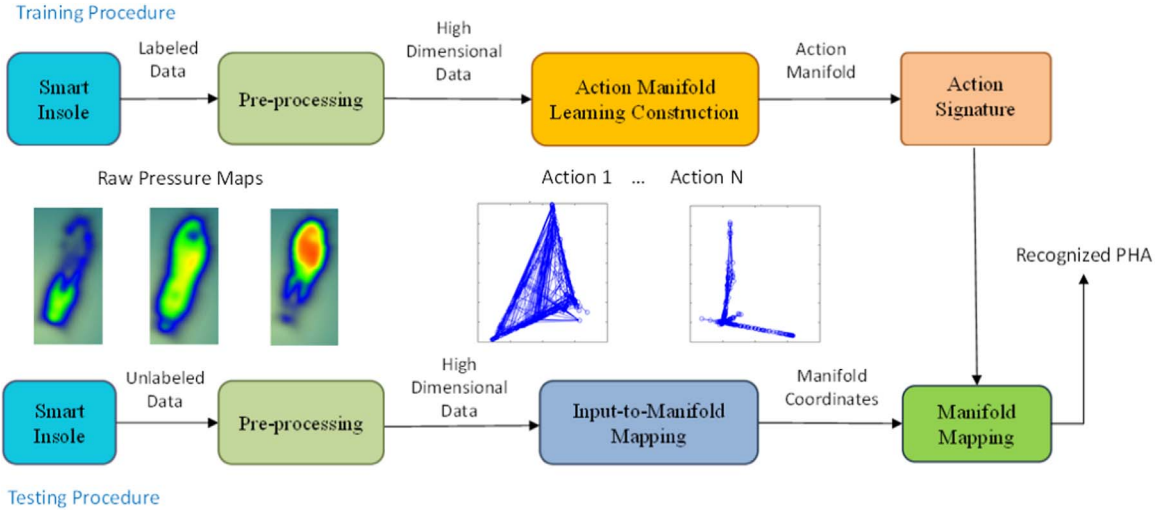 Training Procedure
Smart
Insole
Labeled
Data
Pre-processing
High
Dimensional
Data
Action Manifold
Learning Construction
Action
Manifold
Action
Signature
Raw Pressure Maps
Action 1 ... Action N
Recognized PHA
Smart
Insole
Unlabeled
Data
Pre-processing
High
Dimensional
Data
Input-to-Manifold
Mapping
Manifold
Coordinates
Manifold
Mapping
Testing Procedure